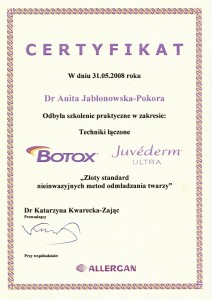 CERTYFIKAT
W dniu 31.05.2008 roku
Dr Anita Jabłonowska-Pokora
Odbyła szkolenie praktyczne w zakresie:
Techniki łączone
BOTOX® Juvéderm®
ULTRA
„Złoty standard
nieinwazyjnych metod odmładzania twarzy”
Dr Katarzyna Kwarecka-Zając
Prowadzący
Przy współudziale:
ALLERGAN